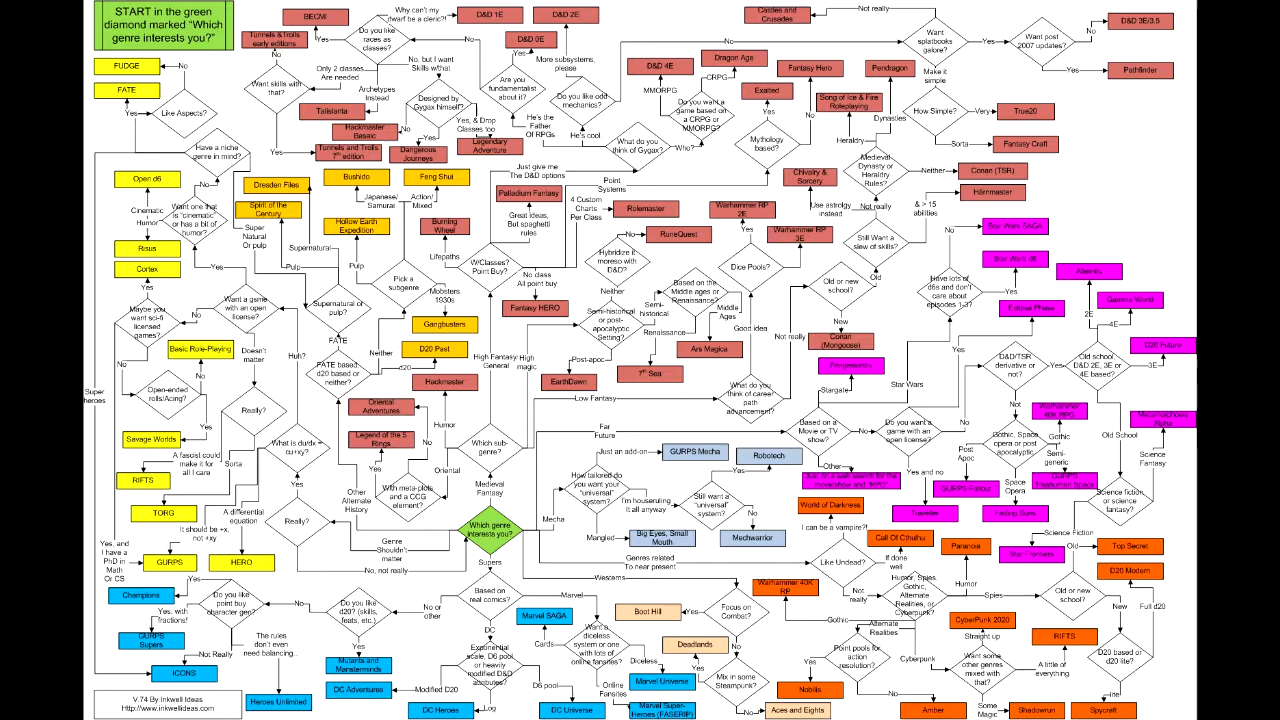 START in the green
diamond marked "Which
genre interests you?"
BECMI
Why can't my
dwarf be a cleric?!
D&D 1E
D&D 2E
Castles and
Crusades
Not really
D&D 3E/3.5
Tunnels & Trolls
early editions
Yes
Do you like
races as
classes?
No
D&D 0E
No
Want
splatbooks
galore?
Yes
Want post
2007 updates?
No
Yes
Pathfinder
FUDGE
No
FATE
Yes
Like Aspects?
Only 2 classes
Are needed
No, but I want
Skills w/that
Yes
More subsystems,
please
D&D 4E
MMORPG
Dragon Age
CRPG
Fantasy Hero
Pendragon
Make it
simple
Want skills with
that?
Archetypes
Instead
Designed by
Gygax himself?
Are you
fundamentalist
about it?
Do you like odd
mechanics?
Do you want a
game based on
a CRPG or
MMORPG?
Exalted
Song of Ice & Fire
Roleplaying
How Simple?
Very
True20
Talislanta
Hackmaster
Basaic
No
Yes
Yes, & Drop
Classes too
He's the
Father
Of RPGs
He's cool
What do you
think of Gygax?
Who?
Yes
Mythology
based?
No
Dynasties
Heraldry
Sorta
Fantasy Craft
Have a niche
genre in mind?
Yes
Tunnels and Trolls
7th edition
Dangerous
Journeys
Legendary
Adventure
Medieval
Dynasty or
Heraldry
Rules?
Neither
Conan (TSR)
Open d6
No
Dresden Files
Bushido
Feng Shui
Just give me
The D&D options
Point
Systems
Chivalry &
Sorcery
Harnmaster
Cinematic
Humor
Want one that
is "cinematic"
or has a bit of
humor?
Spirit of the
Century
Super
Natural
Or pulp
Japanese/
Samurai
Action/
Mixed
Palladium Fantasy
4 Custom
Charts
Per Class
Rolemaster
Warhammer RP
2E
Use astrolgy
instead
Not really
& > 15
abilities
Risus
Supernatural
Hollow Earth
Expedition
Burning
Wheel
Great ideas,
But spaghetti
rules
RuneQuest
Yes
Warhammer RP
3E
Still Want a
slew of skills?
No
Star Wars SAGA
Cortex
Yes
Pulp
Pulp
Pick a
subgenre
Lifepaths
W/Classes?
Point Buy?
No class
All point buy
Hybridize it
moreso with
D&D?
No
Dice Pools?
Yes
Old
Star Wars d6
Alternity
Maybe you
want sci-fi
licensed
games?
No
Want a game
with an open
license?
Supernatural or
pulp?
Mobsters
1930s
Fantasy HERO
Neither
Based on the
Middle ages or
Renaissance?
Old or new
school?
Have lots of
d6s and don't
care about
episodes 1-3?
Yes
Eclipse Phase
Gamma World
2E
4E
Basic Role-Playing
Doesn't
matter
Huh?
FATE
Gangbusters
Semi-historical
or post-
apocalyptic
Setting?
Semi-
historical
Middle
Ages
Renaissance
Good idea
New
Not really
Conan
(Mongoose)
D20 Future
No
No
FATE based
d20 based or
neither?
Neither
d20
D20 Past
High Fantasy
General
High
magic
Post-apoc
Ars Magica
7th Sea
Fringeworthy
Yes
D&D/TSR
derivative or
not?
Yes
Old school,
D&D 2E, 3E
or 4E based?
3E
Super
heroes
Open-ended
rolls/Acing?
Yes
Really?
Hackmaster
Oriental
Adventures
EarthDawn
Low Fantasy
What do you
think of career
path
advancement?
Stargate
Star Wars
Not
Warhammer
40K RPG
Metamorphosis
Alpha
Savage Worlds
What is du/dx =
cu+xy?
Legend of the 5
Rings
No
Humor
Which sub-
genre?
Far
Future
Based on a
Movie or TV
show?
No
Do you want a
game with an
open license?
No
Gothic, Space
opera or post
apocalyptic
Gothic
Old School
A fascist could
make it for
all I care
Sorta
Yes
With meta-plots
and a CCG
element?
Oriental
Just an add-on
GURPS Mecha
Robotech
Other
Post
Apoc
Semi-
generic
Science
Fantasy
RIFTS
Yes
Other
Alternate
History
Medieval
Fantasy
How tailored do
you want your
"universal"
system?
Yes
Just do a web search for the
movie/show and "RPG"
Yes and no
GURPS Fallout
Space
Opera
GURPS
Trashuman Space
Science fiction
or science
fantasy?
TORG
A differential
equation
Really?
Which genre
interests you?
Mecha
I'm houseruling
It all anyway
Still want a
"universal"
system?
World of Darkness
Traveller
Fading Suns
It should be +x,
not +xy
Mangled
Big Eyes, Small
Mouth
No
Mechwarrior
I can be a vampire?!
Call Of Cthulhu
Paranoia
Science Fiction
Yes, and
I have a
PhD in
Math
Or CS
GURPS
HERO
Genre
Shouldn't
matter
No, not really
Supers
Genres related
To near present
Like Undead?
If done
well
Star Frontiers
Old
Top Secret
Champions
Yes
Do you like
point buy
character gen?
No
Do you like
d20? (skills,
feats, etc.)
No or
other
Based on
real comics?
Westerns
Marvel
Warhammer 40K
RP
Not
really
Humor, Spies
Gothic
Alternate
Realities, or
Cyberpunk?
Humor
Spies
Old or new
school?
D20 Modern
Yes, with
fractions!
Marvel SAGA
Boot Hill
Yes
Focus on
Combat?
Gothic
Alternate
Realities
CyberPunk 2020
New
Full d20
GURPS
Supers
The rules
don't even
need balancing...
Yes
DC
Cards
Want a
diceless
system or one
with lots of
online fansites?
Deadlands
No
Point pools for
action
resolution?
Straight up
RIFTS
Not Really
ICONS
Mutants and
Mansterminds
Exponential
scale, D6 pool
or heavily
modified D&D
attributes?
Diceless
Yes
Yes
Cyberpunk
Want some
other genres
mixed with
that?
A little of
everything
D20 based or
d20 lite?
V.74 By Inkwell Ideas
http://www.inkwellideas.com
Heroes Unlimited
DC Adventures
Modified D20
D6 pool
Online
Fansites
Marvel Universe
Mix in some
Steampunk?
Nobilis
No
lite
DC Heroes
Log
DC Universe
Marvel Super-
Heroes (FASERIP)
No
Aces and Eights
Amber
Some
Magic
Shadowrun
Spycraft